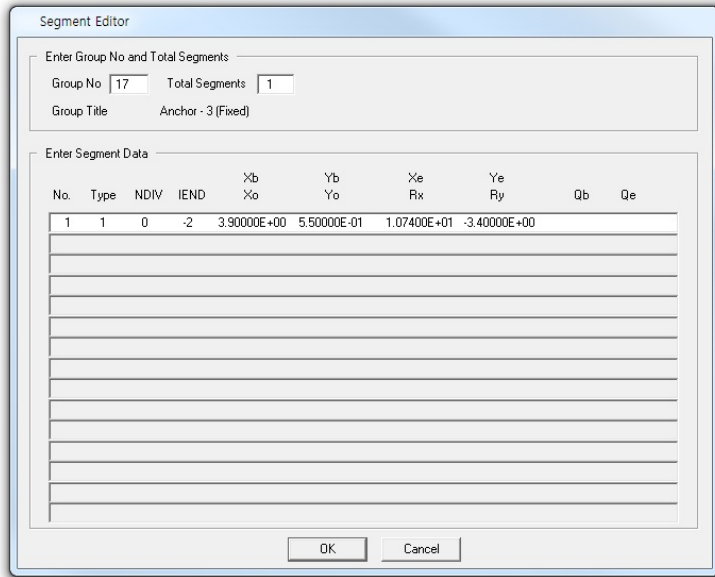 Segment Editor
Enter Group No and Total Segments
Group No 17 Total Segments 1
Group Title Anchor - 3 (Fixed)
Enter Segment Data
Xb Yb Xe Ye
No. Type NDIV IEND Xo Yo Rx Ry Qb Qe
1 1 0 -2 3.90000E+00 5.50000E-01 1.07400E+01 -3.40000E+00
OK Cancel